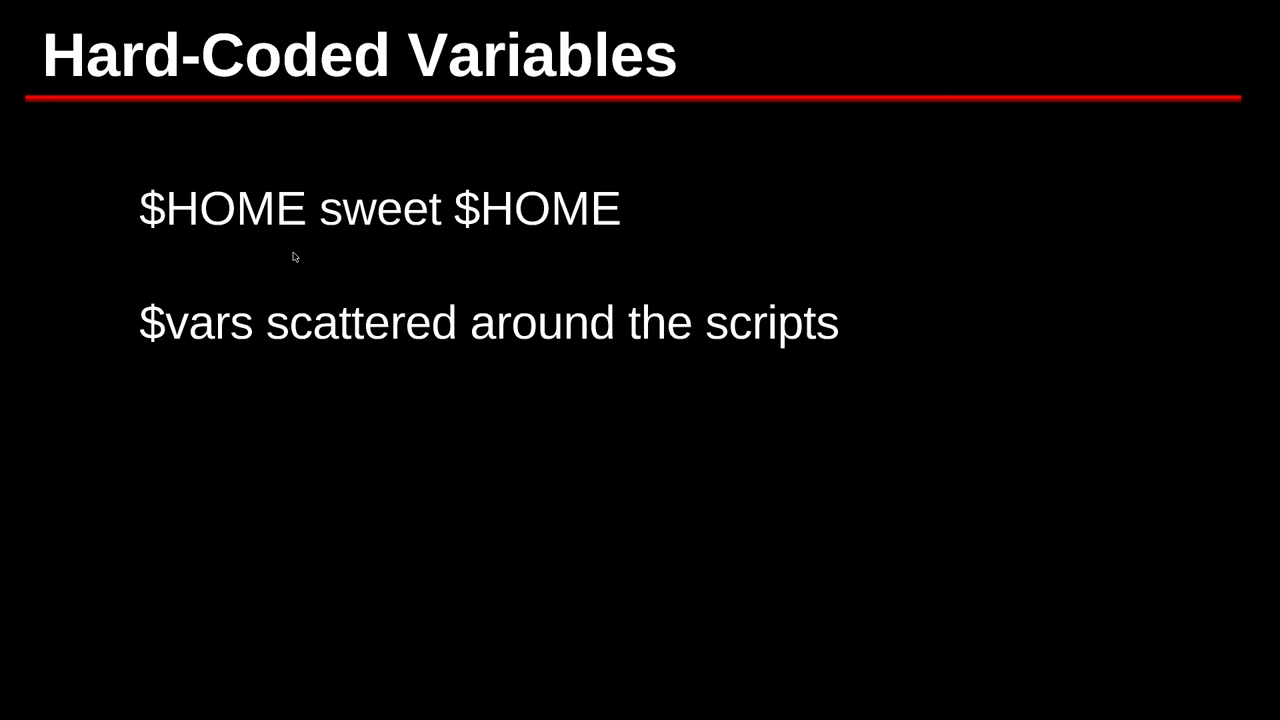 Hard-Coded Variables
$HOME sweet $HOME
$vars scattered around the scripts